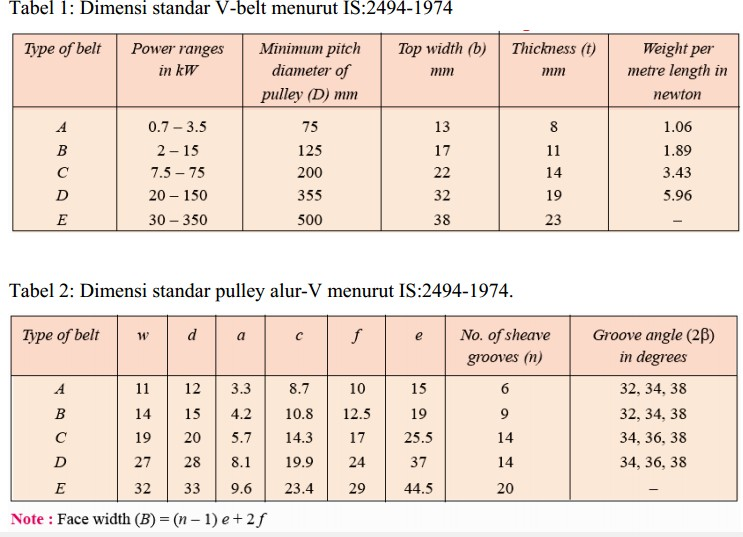 Tabel 1: Dimensi standar V-belt menurut IS:2494-1974
Type of belt Power ranges Minimum pitch Top width (b) Thickness (t) Weight per
in kW diameter of mm mm metre length in
pulley (D) mm newton
A 0.7 – 3.5 75 13 8 1.06
B 2 – 15 125 17 11 1.89
C 7.5 – 75 200 22 14 3.43
D 20 – 150 355 32 19 5.96
E 30 – 350 500 38 23 –
Tabel 2: Dimensi standar pulley alur-V menurut IS:2494-1974.
Type of belt w d a c f e No. of sheave Groove angle (2β)
grooves (n) in degrees
A 11 12 3.3 8.7 10 15 6 32, 34, 38
B 14 15 4.2 10.8 12.5 19 9 32, 34, 38
C 19 20 5.7 14.3 17 25.5 14 34, 36, 38
D 27 28 8.1 19.9 24 37 14 34, 36, 38
E 32 33 9.6 23.4 29 44.5 20 –
Note : Face width (B) = (n – 1) e + 2 f